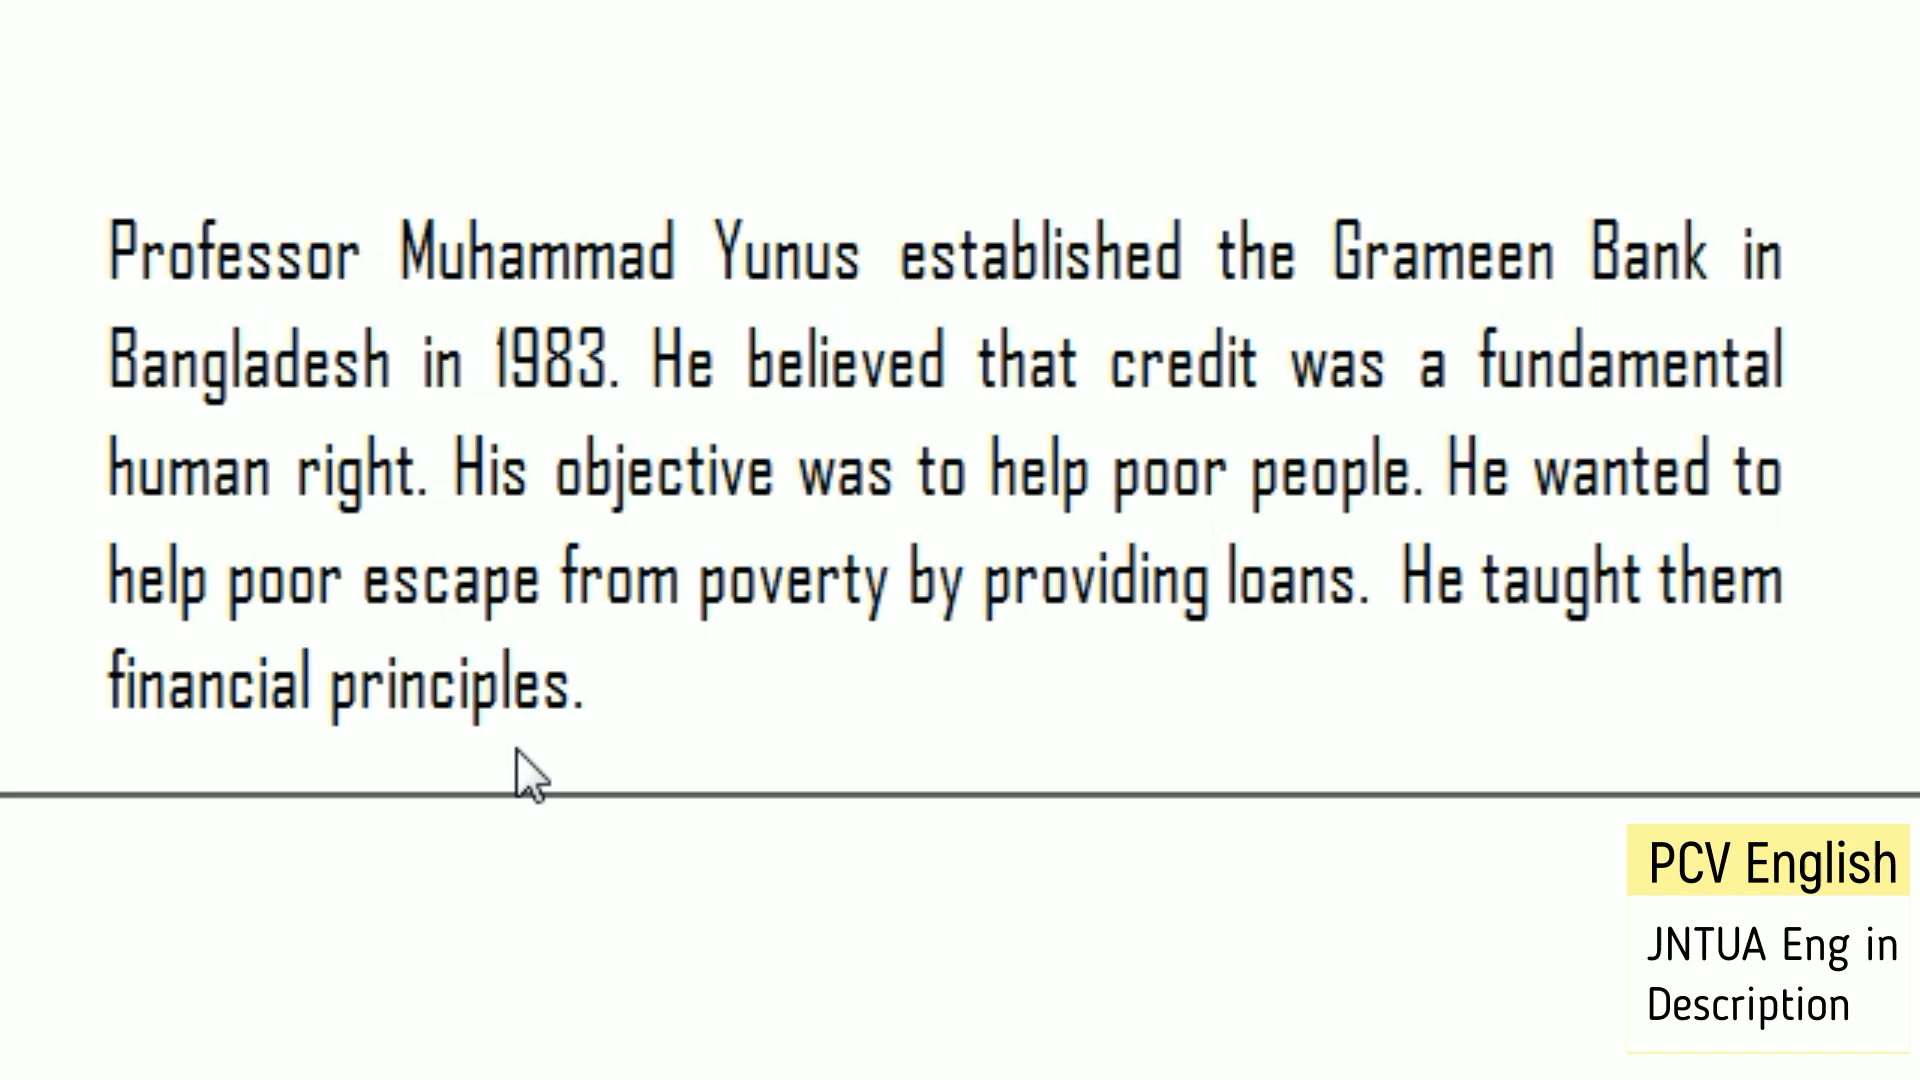 Professor Muhammad Yunus established the Grameen Bank in
Bangladesh in 1983. He believed that credit was a fundamental
human right. His objective was to help poor people. He wanted to
help poor escape from poverty by providing loans. He taught them
financial principles.
PCV English
JNTUA Eng in
Description